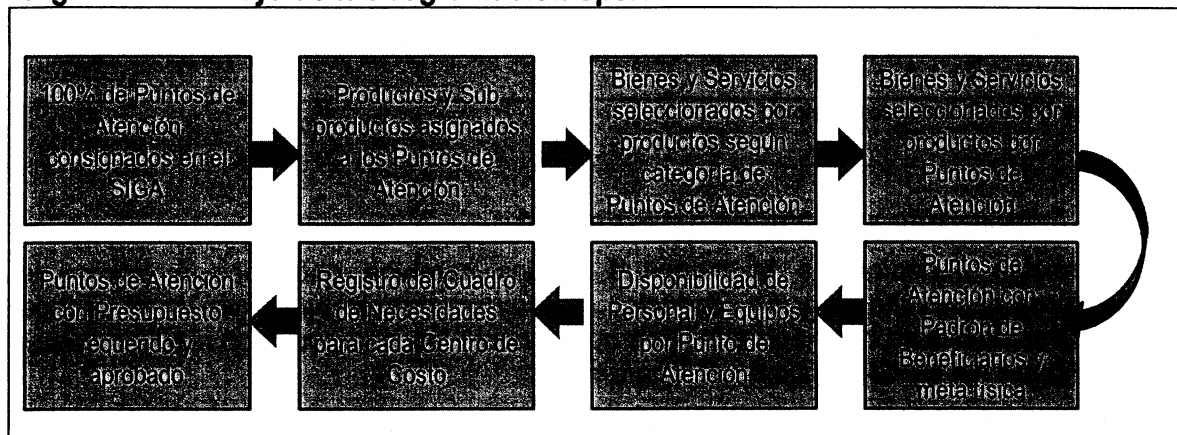 100% de Puntos de
Atención
consignados en el
SIGA
Productos y Sub
productos asignados
a los Puntos de
Atención
Bienes y Servicios
seleccionados por
productos según
categoría de
Puntos de Atención
Bienes y Servicios
seleccionados por
productos por
Puntos de
Atención
Puntos de
Atención con
Padrón de
Beneficiarios y
meta física
Disponibilidad de
Personal y Equipos
por Punto de
Atención
Registro del Cuadro
de Necesidades
para cada Centro de
Costo
Puntos de Atención
con Presupuesto
requerido y
aprobado